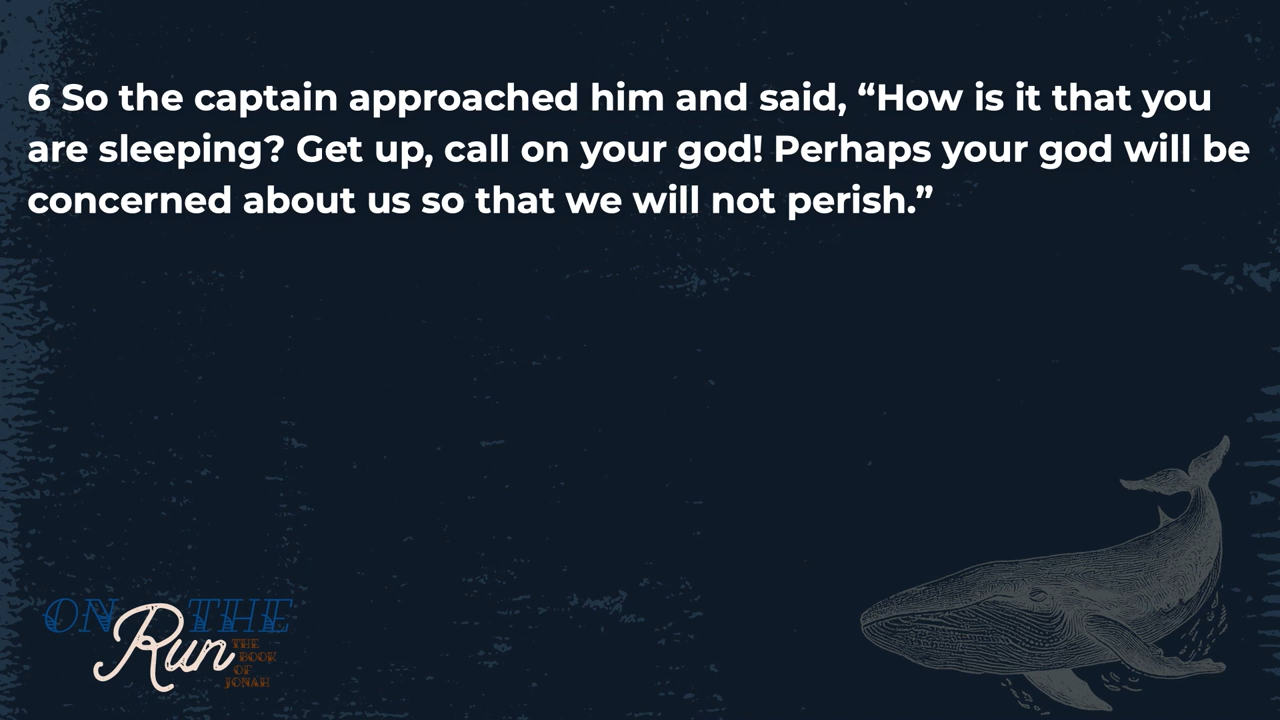 6 So the captain approached him and said, “How is it that you
are sleeping? Get up, call on your god! Perhaps your god will be
concerned about us so that we will not perish.”
ON THE
Run
THE
BOOK
OF
JONAH